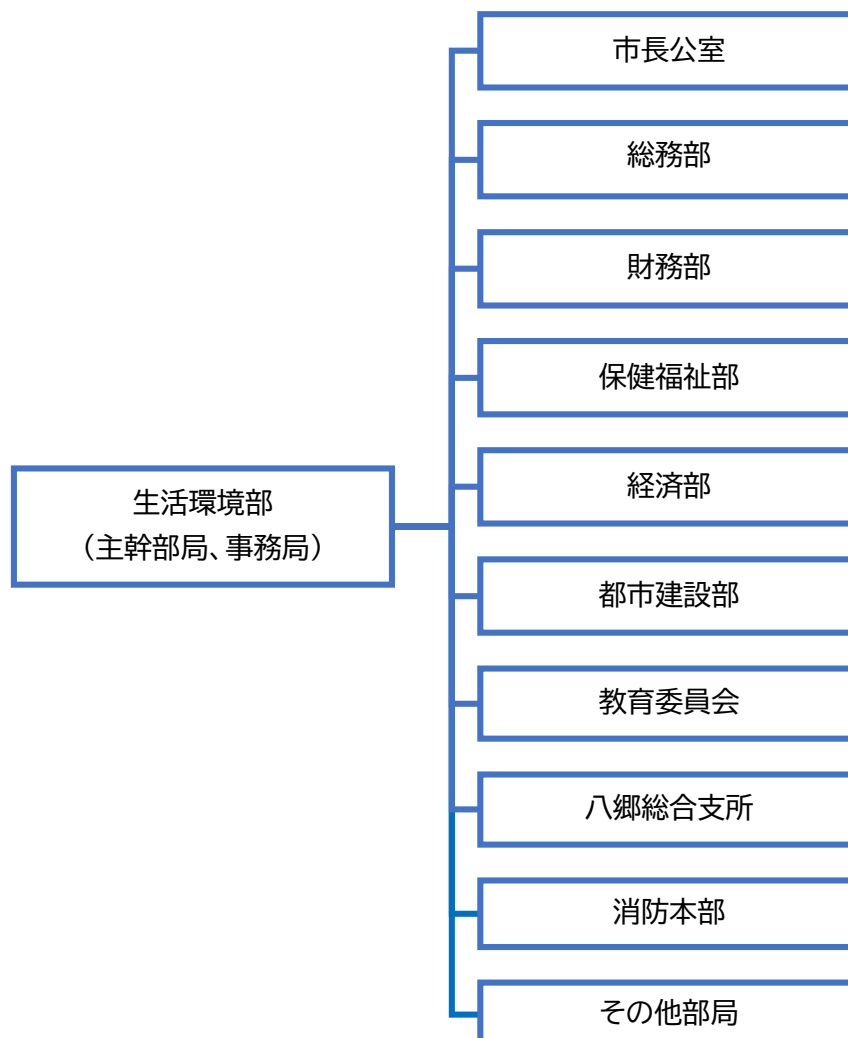 市長公室
総務部
財務部
保健福祉部
経済部
生活環境部
（主幹部局、事務局）
都市建設部
教育委員会
八郷総合支所
消防本部
その他部局